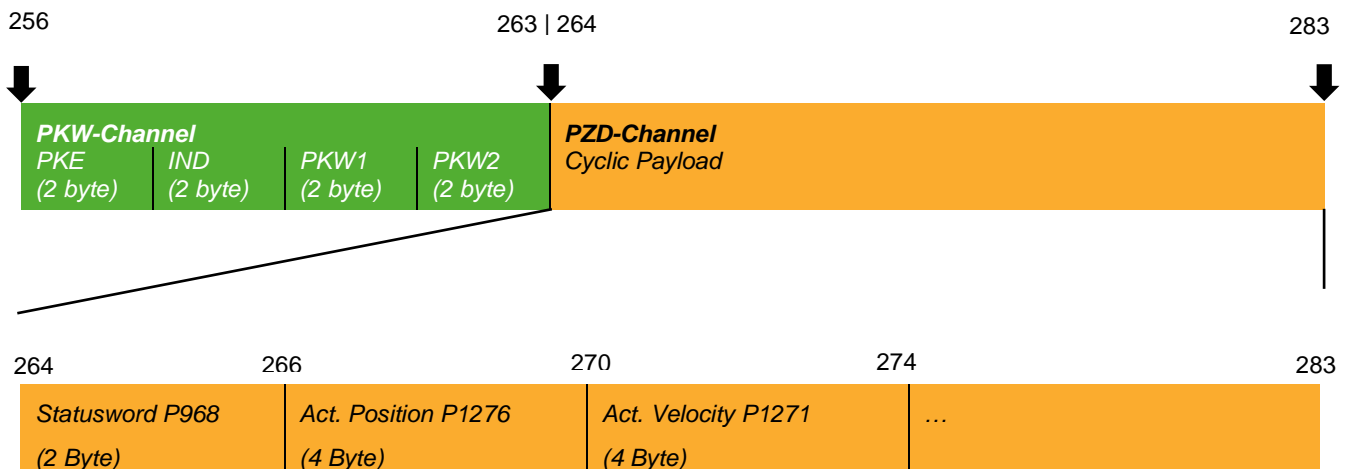 256 263 | 264 283
PKW-Channel
PKE IND PKW1 PKW2
(2 byte) (2 byte) (2 byte) (2 byte)
PZD-Channel
Cyclic Payload
264 266 270 274 283
Statusword P968 Act. Position P1276 Act. Velocity P1271 …
(2 Byte) (4 Byte) (4 Byte)